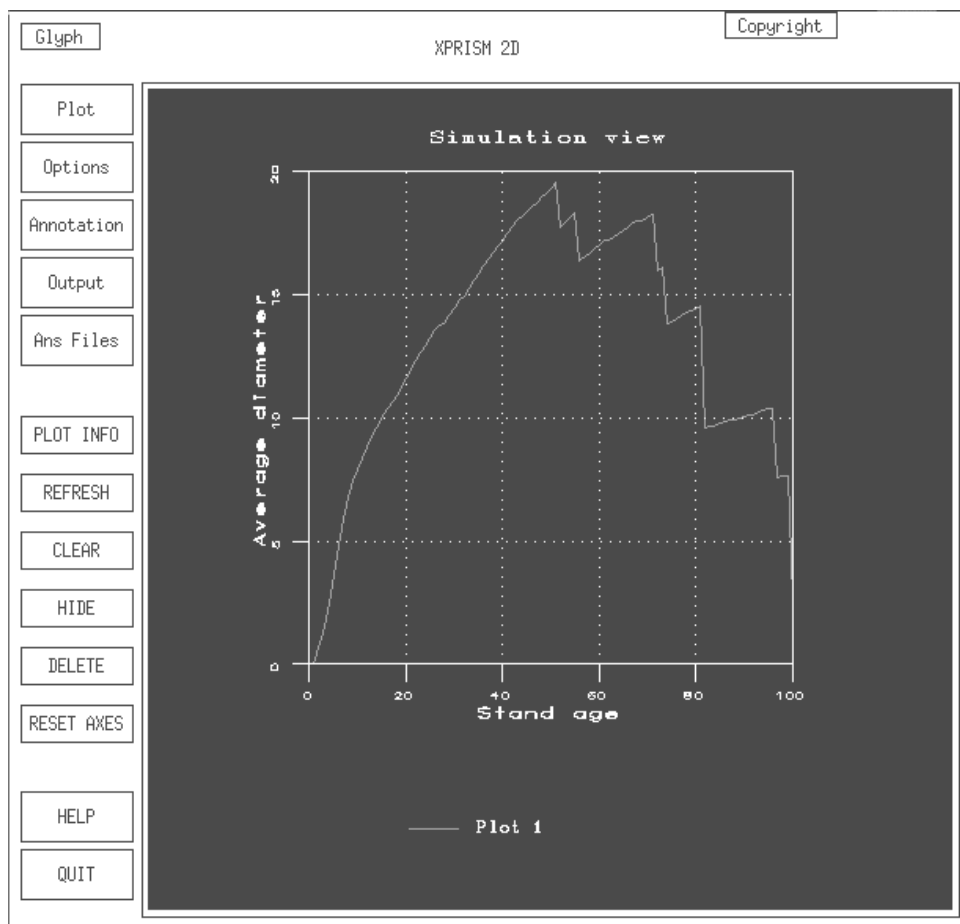 Glyph
Copyright
XPRISM 2D
Plot
Options
Annotation
Output
Ans Files
PLOT INFO
REFRESH
CLEAR
HIDE
DELETE
RESET AXES
HELP
QUIT
Simulation view
20
15
10
5
0
Average diameter
0 20 40 60 80 100
Stand age
Plot 1